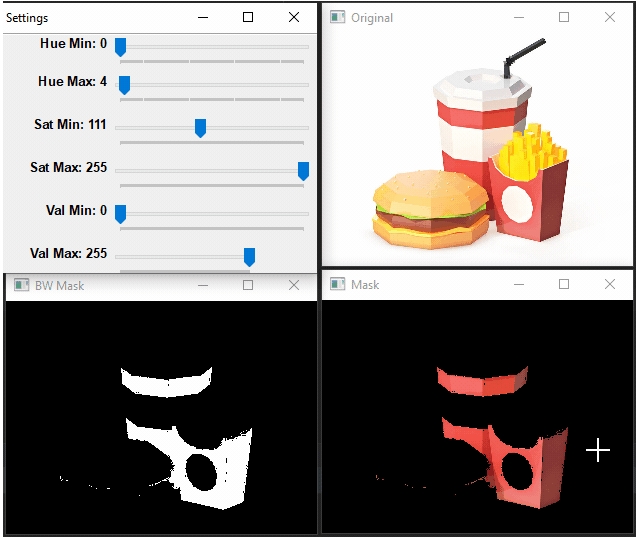 Settings
Hue Min: 0
Hue Max: 4
Sat Min: 111
Sat Max: 255
Val Min: 0
Val Max: 255
Original
BW Mask
Mask